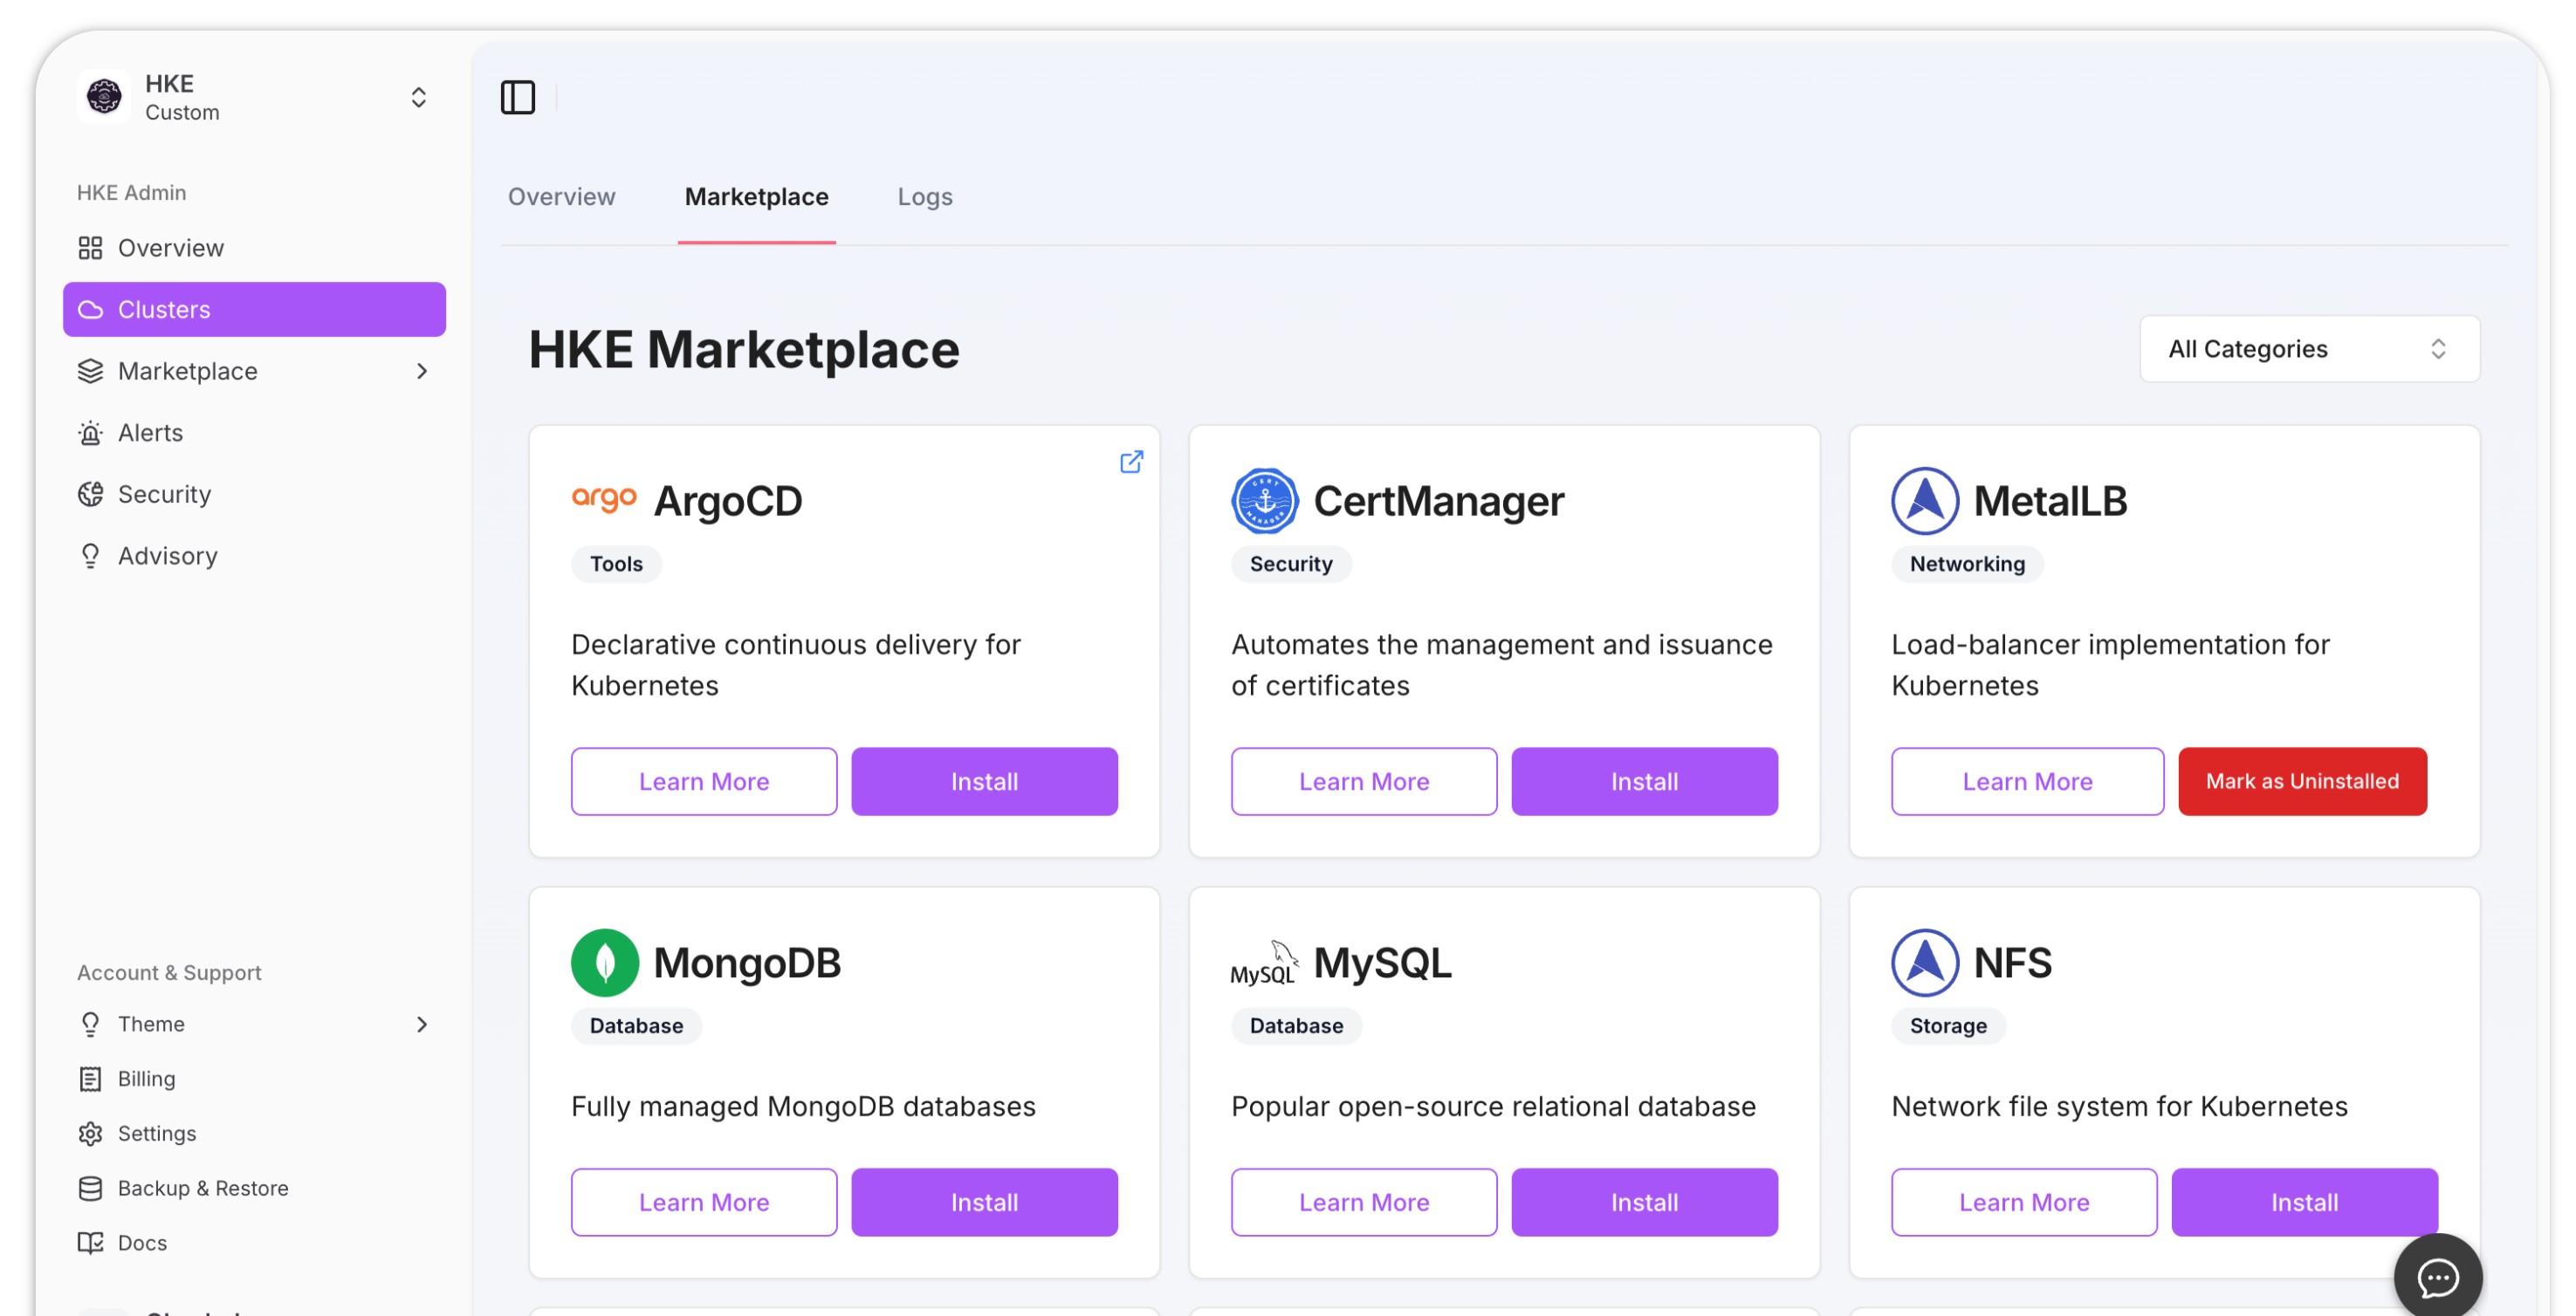 HKE
Custom
HKE Admin
Overview
Clusters
Marketplace
Alerts
Security
Advisory
Account & Support
Theme
Billing
Settings
Backup & Restore
Docs
Overview
Marketplace
Logs
HKE Marketplace
All Categories
argo
ArgoCD
Tools
Declarative continuous delivery for
Kubernetes
Learn More
Install
CERT
MANAGER
CertManager
Security
Automates the management and issuance
of certificates
Learn More
Install
MetalLB
Networking
Load-balancer implementation for
Kubernetes
Learn More
Mark as Uninstalled
MongoDB
Database
Fully managed MongoDB databases
Learn More
Install
MySQL
MySQL
Database
Popular open-source relational database
Learn More
Install
NFS
Storage
Network file system for Kubernetes
Learn More
Install